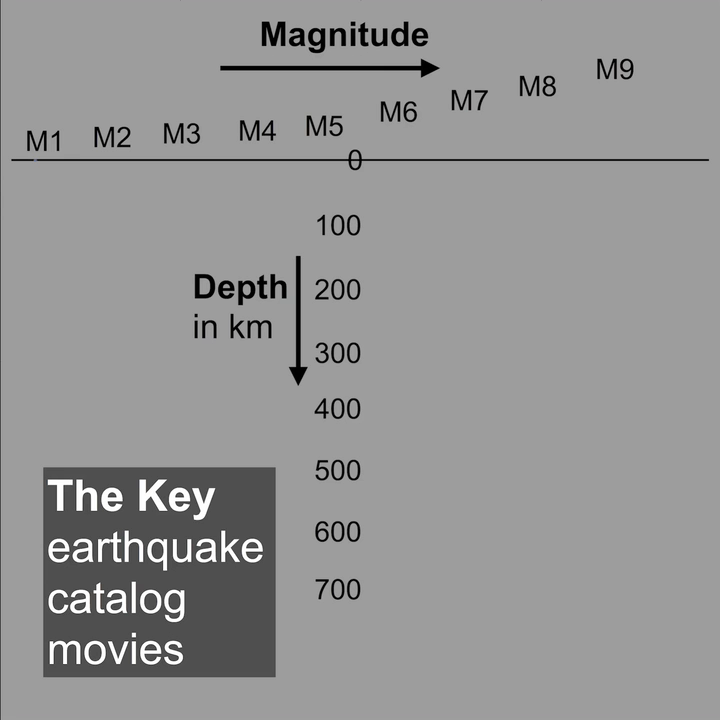 Magnitude
M1 M2 M3 M4 M5 M6 M7 M8 M9
0
100
200
300
400
500
600
700
Depth
in km
The Key
earthquake
catalog
movies